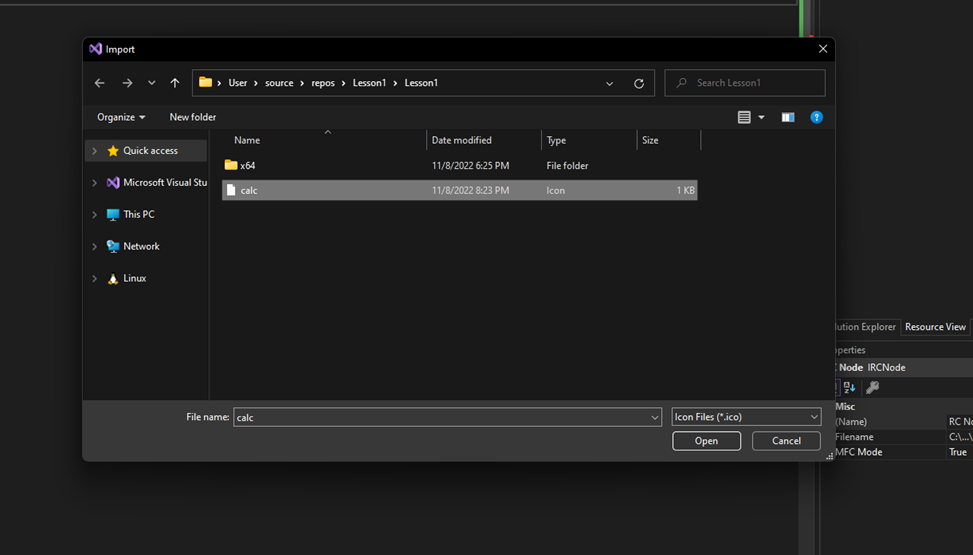 Import
User > source > repos > Lesson1 > Lesson1
Search Lesson1
Organize
New folder
Name Date modified Type Size
Quick access
Microsoft Visual Stu
This PC
Network
Linux
x64 11/8/2022 6:25 PM File folder
calc 11/8/2022 8:23 PM Icon 1 KB
File name: calc
Icon Files (*.ico)
Open Cancel
lution Explorer Resource View
operties
Node IRCNode
Misc
(Name) RC No
Filename C:\...\
MFC Mode True